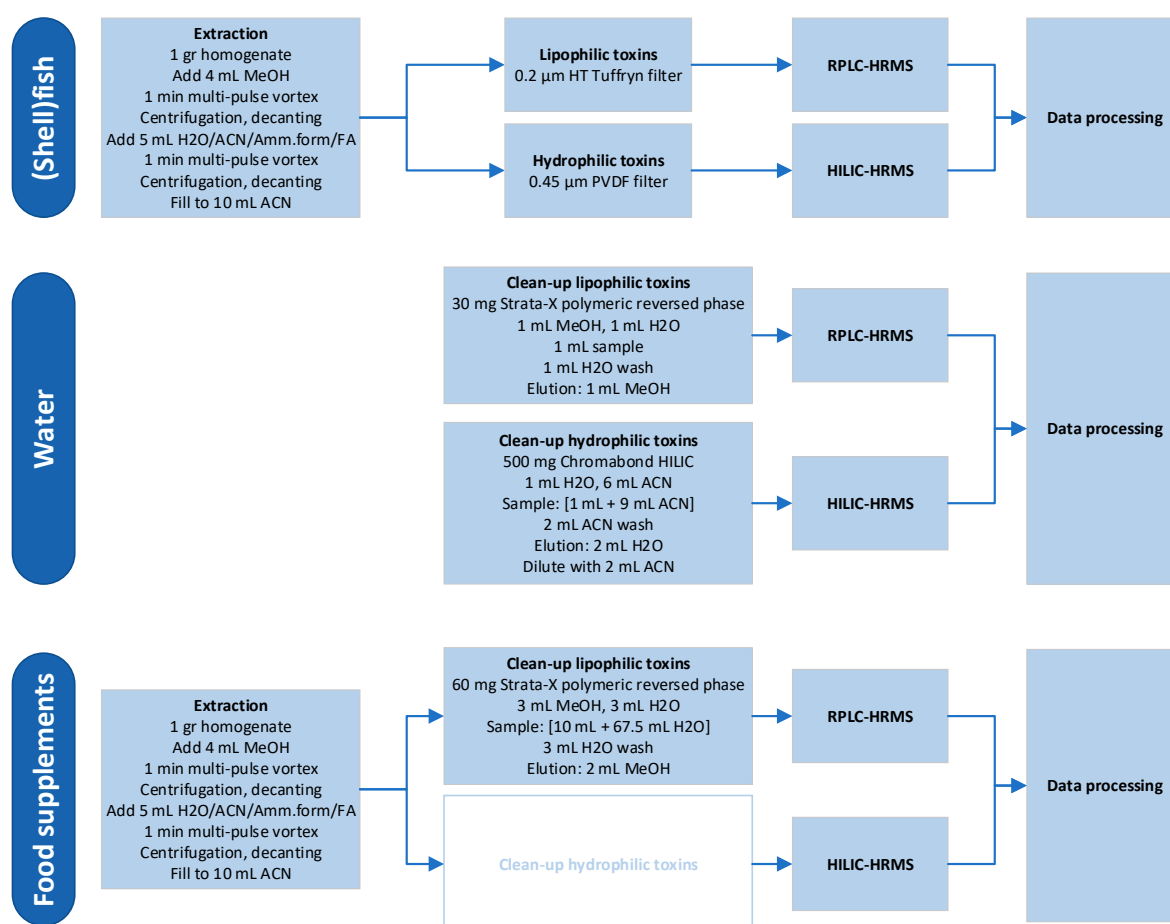 (Shell)fish
Extraction
1 gr homogenate
Add 4 mL MeOH
1 min multi-pulse vortex
Centrifugation, decanting
Add 5 mL H2O/ACN/Amm.form/FA
1 min multi-pulse vortex
Centrifugation, decanting
Fill to 10 mL ACN
Lipophilic toxins
0.2 µm HT Tuffryn filter
Hydrophilic toxins
0.45 µm PVDF filter
RPLC-HRMS
HILIC-HRMS
Data processing
Water
Clean-up lipophilic toxins
30 mg Strata-X polymeric reversed phase
1 mL MeOH, 1 mL H2O
1 mL sample
1 mL H2O wash
Elution: 1 mL MeOH
Clean-up hydrophilic toxins
500 mg Chromabond HILIC
1 mL H2O, 6 mL ACN
Sample: [1 mL + 9 mL ACN]
2 mL ACN wash
Elution: 2 mL H2O
Dilute with 2 mL ACN
RPLC-HRMS
HILIC-HRMS
Data processing
Food supplements
Extraction
1 gr homogenate
Add 4 mL MeOH
1 min multi-pulse vortex
Centrifugation, decanting
Add 5 mL H2O/ACN/Amm.form/FA
1 min multi-pulse vortex
Centrifugation, decanting
Fill to 10 mL ACN
Clean-up lipophilic toxins
60 mg Strata-X polymeric reversed phase
3 mL MeOH, 3 mL H2O
Sample: [10 mL + 67.5 mL H2O]
3 mL H2O wash
Elution: 2 mL MeOH
Clean-up hydrophilic toxins
RPLC-HRMS
HILIC-HRMS
Data processing